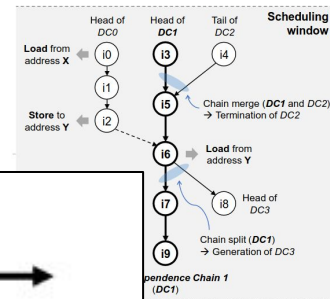 Head of
DC0
Head of
DC1
Tail of
DC2
Scheduling
window
Load from
address X
i0
i3
i4
i1
Chain merge (DC1 and DC2)
→ Termination of DC2
Store to
address Y
i2
i5
i6
Load from
address Y
i7
i8
Head of
DC3
Chain split (DC1)
→ Generation of DC3
i9
pendence Chain 1
(DC1)